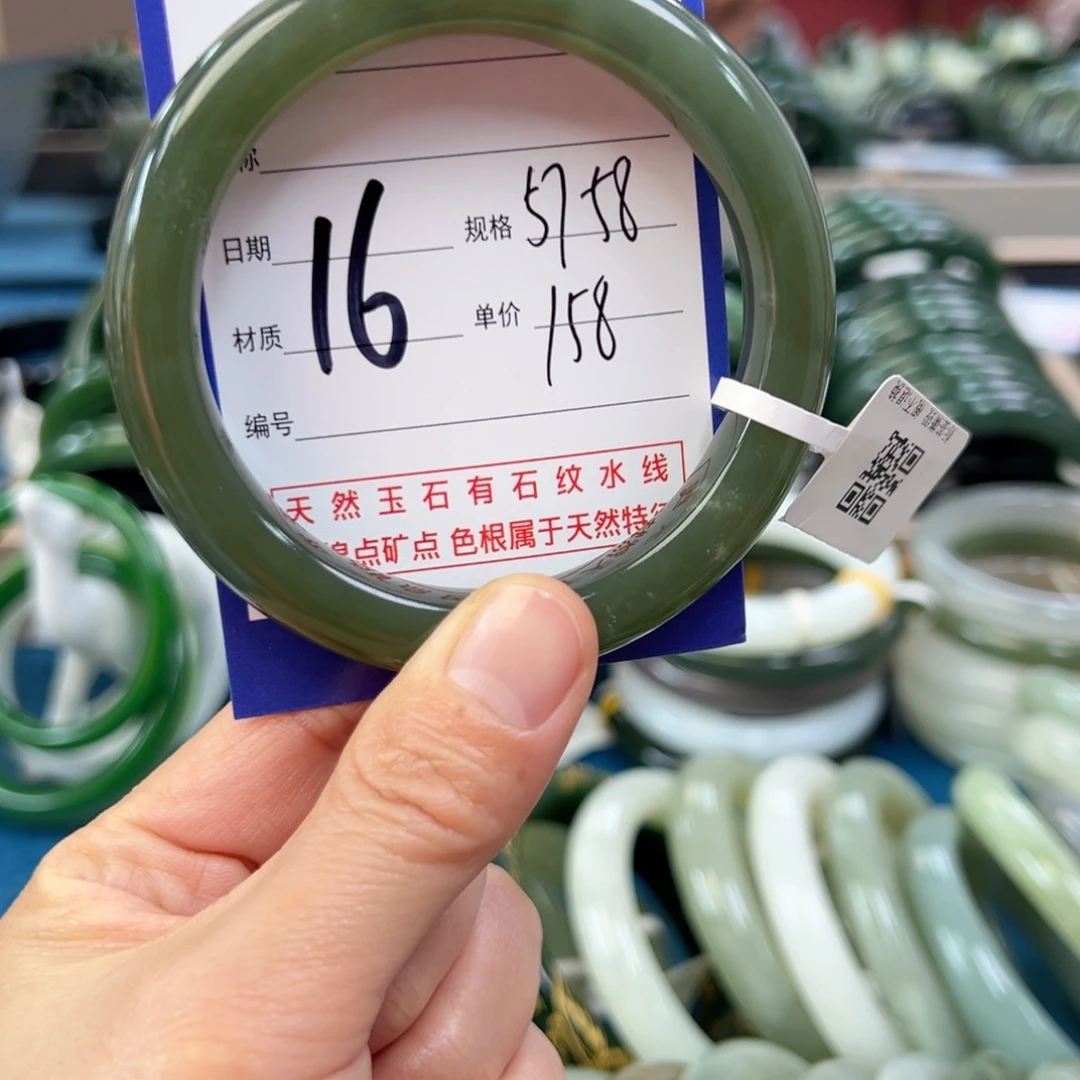 日期
16
规格 57 58
材质
单价 158
编号
天然玉石有石纹水线
点矿点 色根属于天然特